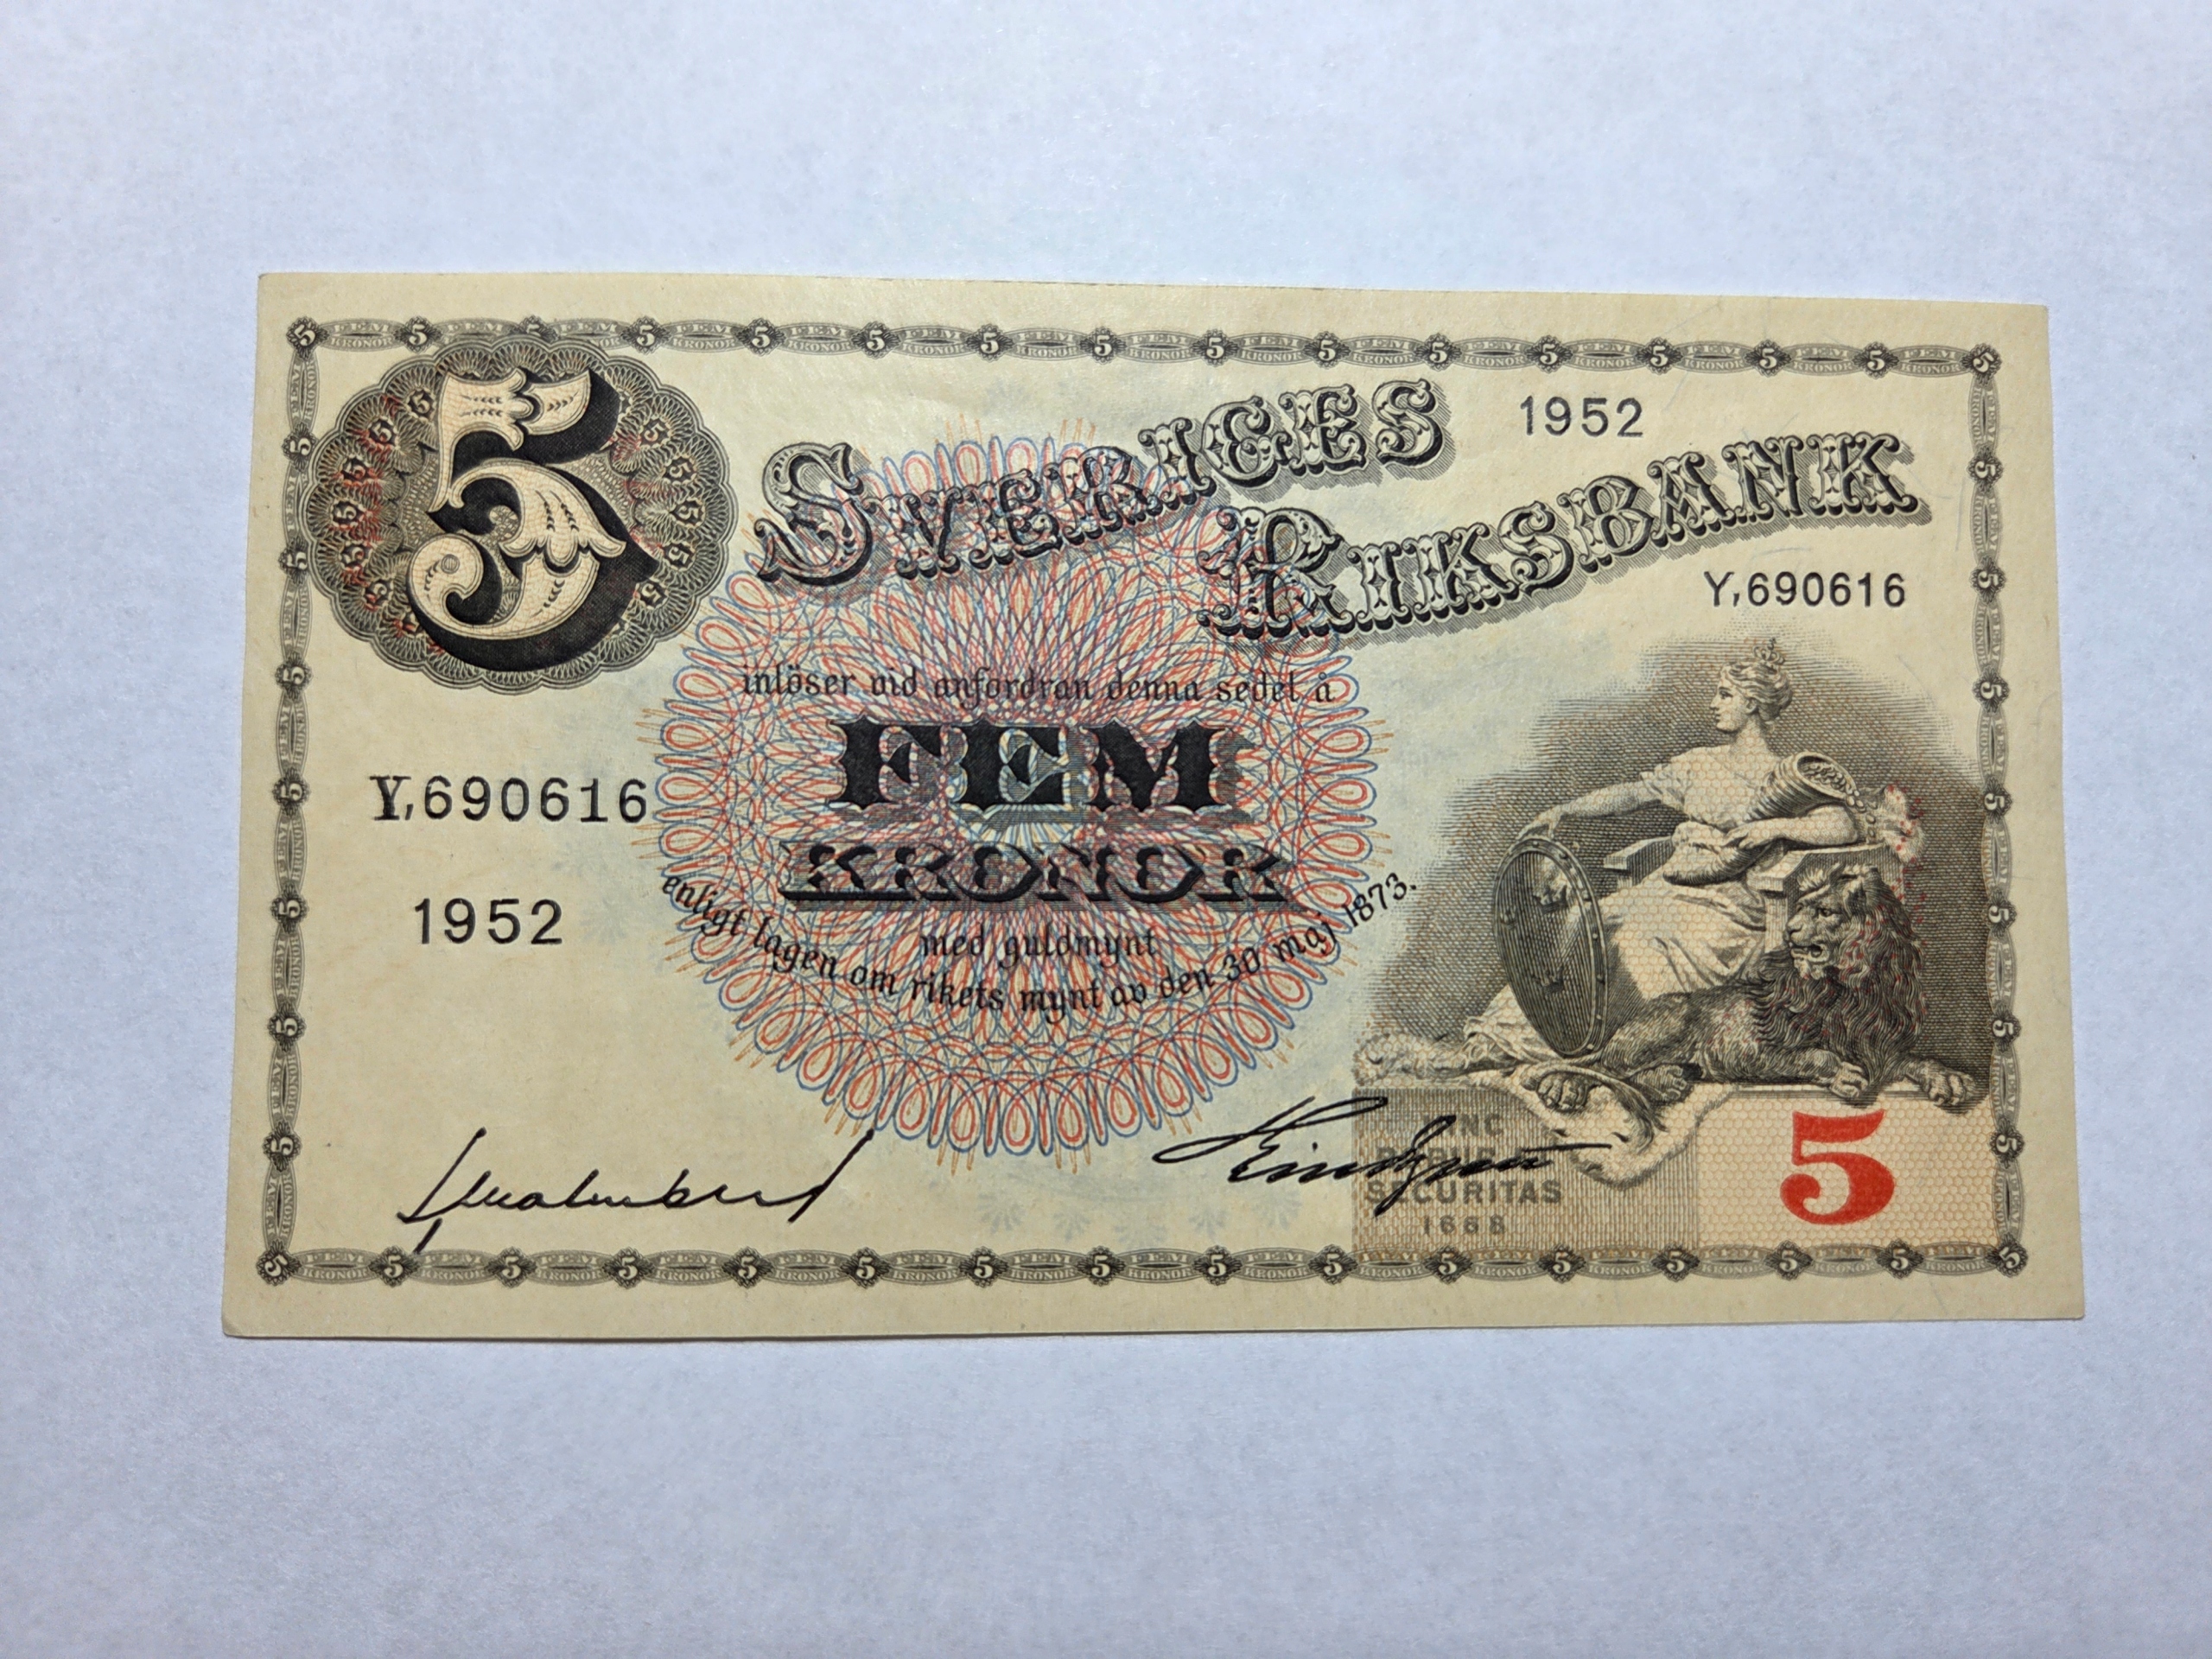 5
SVERIGES
1952
RIKSBANK
Y,690616
inlöser vid anfordran denna sedel å
FEM
KRONOR
Y,690616
1952
med guldmynt
enligt lagen om rikets mynt av den 30 maj 1873.
SECURITAS
1668
5